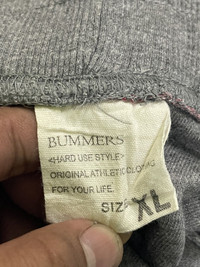 BUMMERS
<HARD USE STYLE>
ORIGINAL ATHLETIC CLOTHING
FOR YOUR LIFE.
SIZE XL